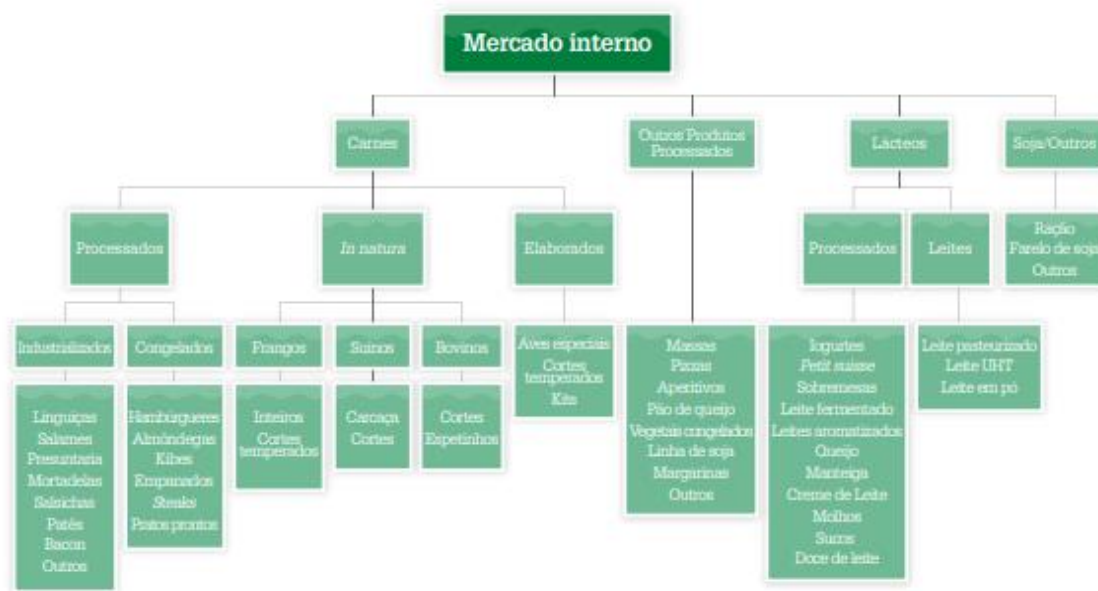 Mercado interno
Carnes
Outros Produtos
Processados
Lácteos
Soja/Outros
Processados
In natura
Elaborados
Processados
Leites
Ração
Farelo de soja
Outros
Industrializados
Congelados
Frangos
Suínos
Bovinos
Aves especiais
Cortes
temperados
Kits
Massas
Pizzas
Aperitivos
Pão de queijo
Vegetais congelados
Linha de soja
Margarinas
Outros
Iogurtes
Petit suisse
Sobremesas
Leite fermentado
Leites aromatizados
Queijo
Manteiga
Creme de Leite
Molhos
Sucos
Doce de leite
Leite pasteurizado
Leite UHT
Leite em pó
Linguiças
Salames
Presuntaria
Mortadelas
Salsichas
Patês
Bacon
Outros
Hambúrgueres
Almôndegas
Kibes
Empanados
Steaks
Pratos prontos
Inteiros
Cortes
temperados
Carcaça
Cortes
Cortes
Espetinhos